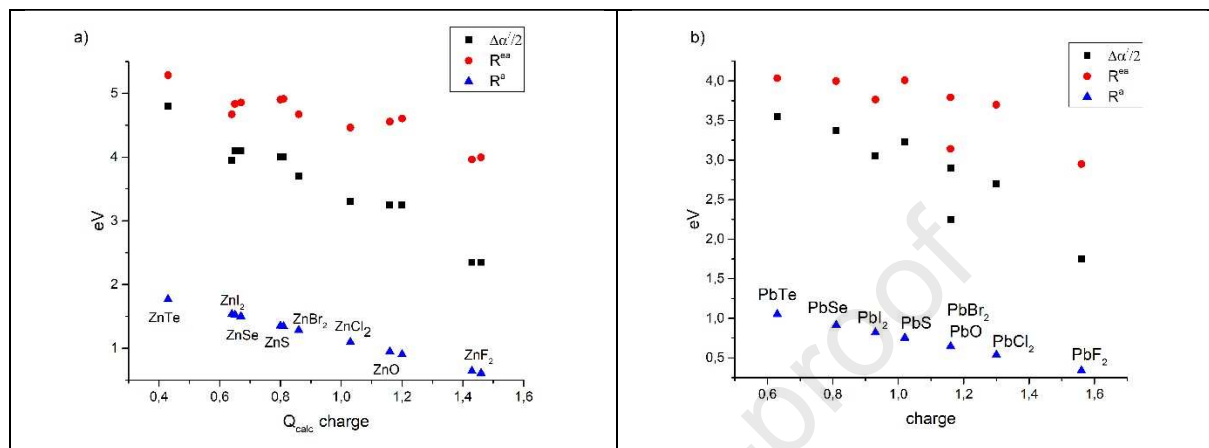 a)
Δα'/2
R^ea
R^a
eV
5
4
3
2
1
ZnTe
ZnI₂
ZnSe
ZnS
ZnBr₂
ZnCl₂
ZnO
ZnF₂
0,4 0,6 0,8 1,0 1,2 1,4 1,6
Q_calc charge
b)
Δα'/2
R^ea
R^a
eV
4,0
3,5
3,0
2,5
2,0
1,5
1,0
0,5
PbTe
PbSe
PbI₂
PbS
PbBr₂
PbO
PbCl₂
PbF₂
0,6 0,8 1,0 1,2 1,4 1,6
charge
proof